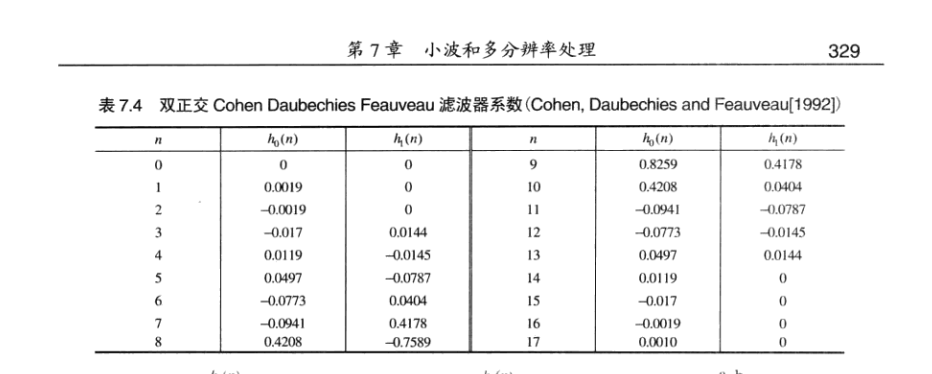 第 7 章 小波和多分辨率处理 329
表 7.4 双正交 Cohen Daubechies Feauveau 滤波器系数(Cohen, Daubechies and Feauveau[1992])
n h₀(n) h₁(n) n h₀(n) h₁(n)
0 0 0 9 0.8259 0.4178
1 0.0019 0 10 0.4208 0.0404
2 –0.0019 0 11 –0.0941 –0.0787
3 –0.017 0.0144 12 –0.0773 –0.0145
4 0.0119 –0.0145 13 0.0497 0.0144
5 0.0497 –0.0787 14 0.0119 0
6 –0.0773 0.0404 15 –0.017 0
7 –0.0941 0.4178 16 –0.0019 0
8 0.4208 –0.7589 17 0.0010 0